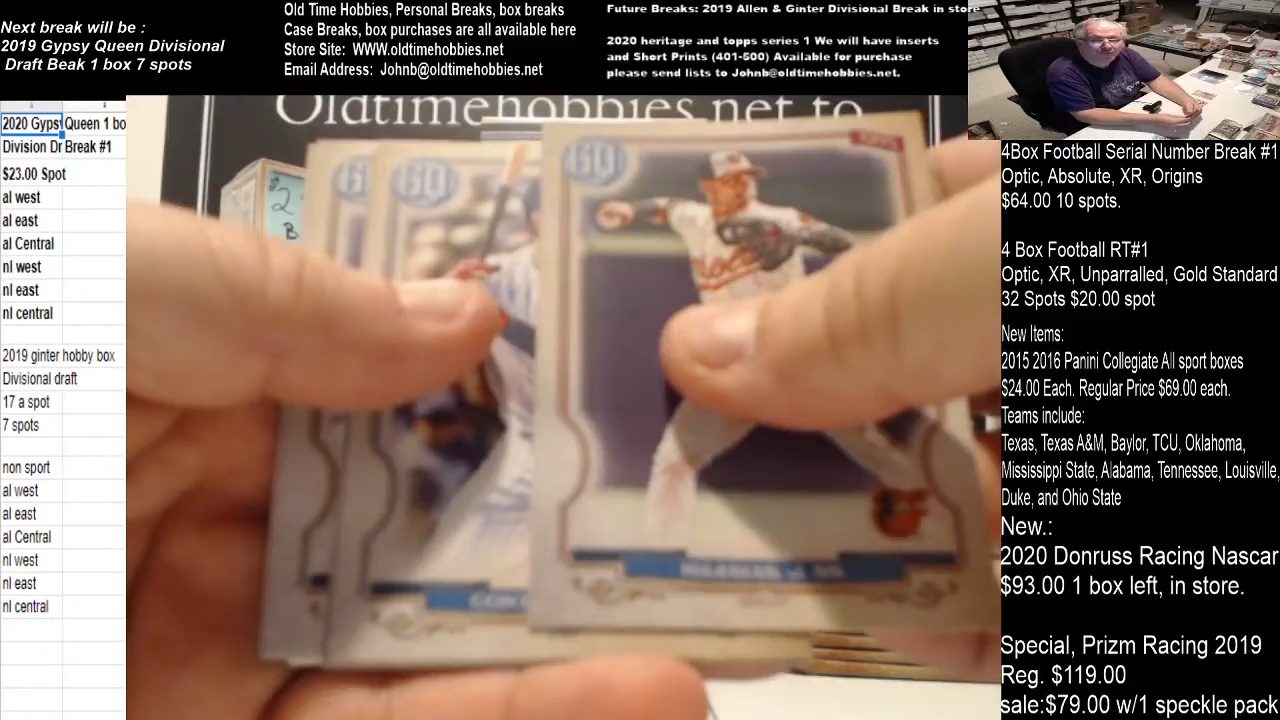 Next break will be :
2019 Gypsy Queen Divisional
Draft Beak 1 box 7 spots
Old Time Hobbies, Personal Breaks, box breaks
Case Breaks, box purchases are all available here
Store Site: WWW.oldtimehobbies.net
Email Address: Johnb@oldtimehobbies.net
Future Breaks: 2019 Allen & Ginter Divisional Break in store
2020 heritage and topps series 1 We will have inserts
and Short Prints (401-500) Available for purchase
please send lists to Johnb@oldtimehobbies.net.
2020 Gypsy Queen 1 bo
Division Dr Break #1
$23.00 Spot
al west
al east
al Central
nl west
nl east
nl central
2019 ginter hobby box
Divisional draft
17 a spot
7 spots
non sport
al west
al east
al Central
nl west
nl east
nl central
Oldtimehobbies.net to
$2
B
GQ
GQ
4Box Football Serial Number Break #1
Optic, Absolute, XR, Origins
$64.00 10 spots.
4 Box Football RT#1
Optic, XR, Unparralled, Gold Standard
32 Spots $20.00 spot
New Items:
2015 2016 Panini Collegiate All sport boxes
$24.00 Each. Regular Price $69.00 each.
Teams include:
Texas, Texas A&M, Baylor, TCU, Oklahoma,
Mississippi State, Alabama, Tennessee, Louisville,
Duke, and Ohio State
New.:
2020 Donruss Racing Nascar
$93.00 1 box left, in store.
Special, Prizm Racing 2019
Reg. $119.00
sale:$79.00 w/1 speckle pack